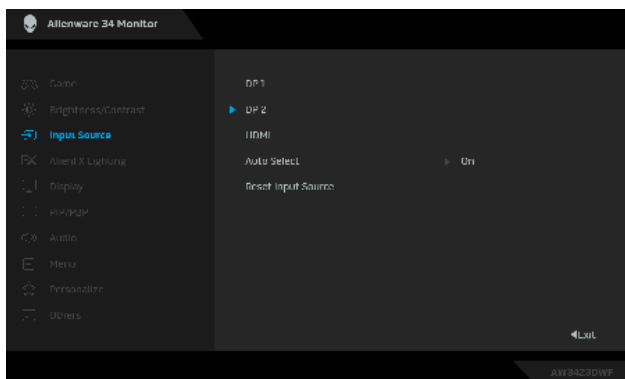 Alienware 34 Monitor
Game
Brightness/Contrast
Input Source
AlienFX Lighting
Display
PIP/PBP
Audio
Menu
Personalize
Others
DP 1
DP 2
HDMI
Auto Select
On
Reset Input Source
Exit
AW3423DWF